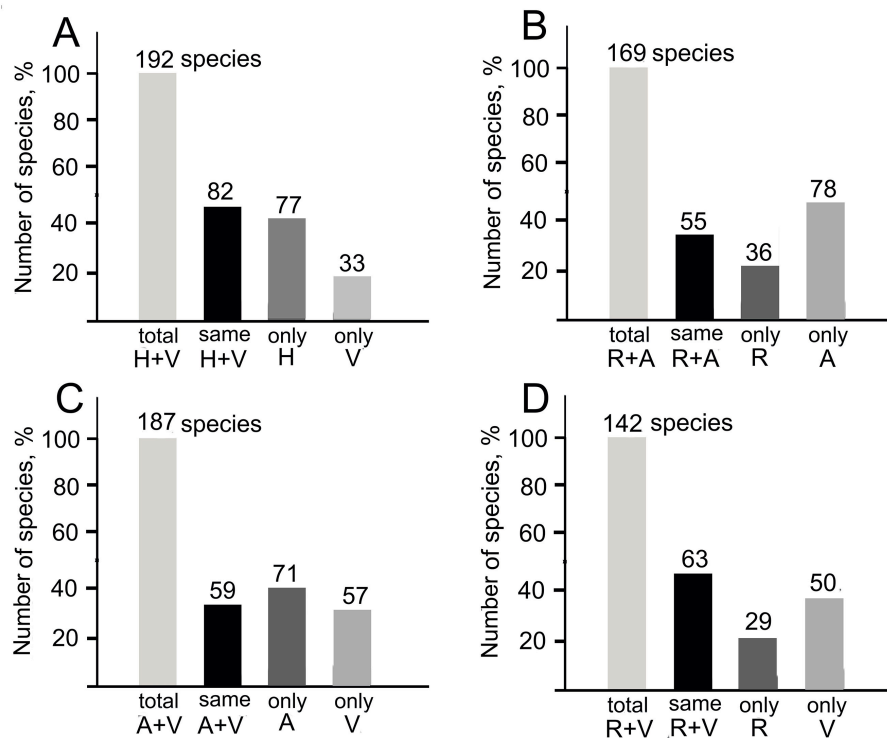 A
Number of species, %
100
80
60
40
20
192 species
82
77
33
total same only only
H+V H+V H V
B
Number of species, %
100
80
60
40
20
169 species
55
36
78
total same only only
R+A R+A R A
C
Number of species, %
100
80
60
40
20
187 species
59
71
57
total same only only
A+V A+V A V
D
Number of species, %
100
80
60
40
20
142 species
63
29
50
total same only only
R+V R+V R V